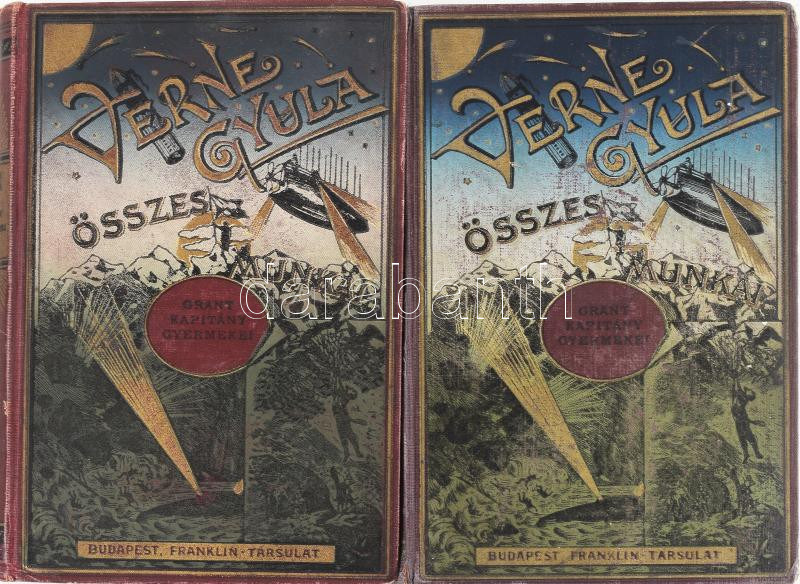 VERNE
GYULA
ÖSSZES
MUNKÁI
GRANT
KAPITÁNY
GYERMEKEI
BUDAPEST, FRANKLIN-TÁRSULAT
VERNE
GYULA
ÖSSZES
MUNKÁI
GRANT
KAPITÁNY
GYERMEKEI
BUDAPEST, FRANKLIN-TÁRSULAT
darabanth